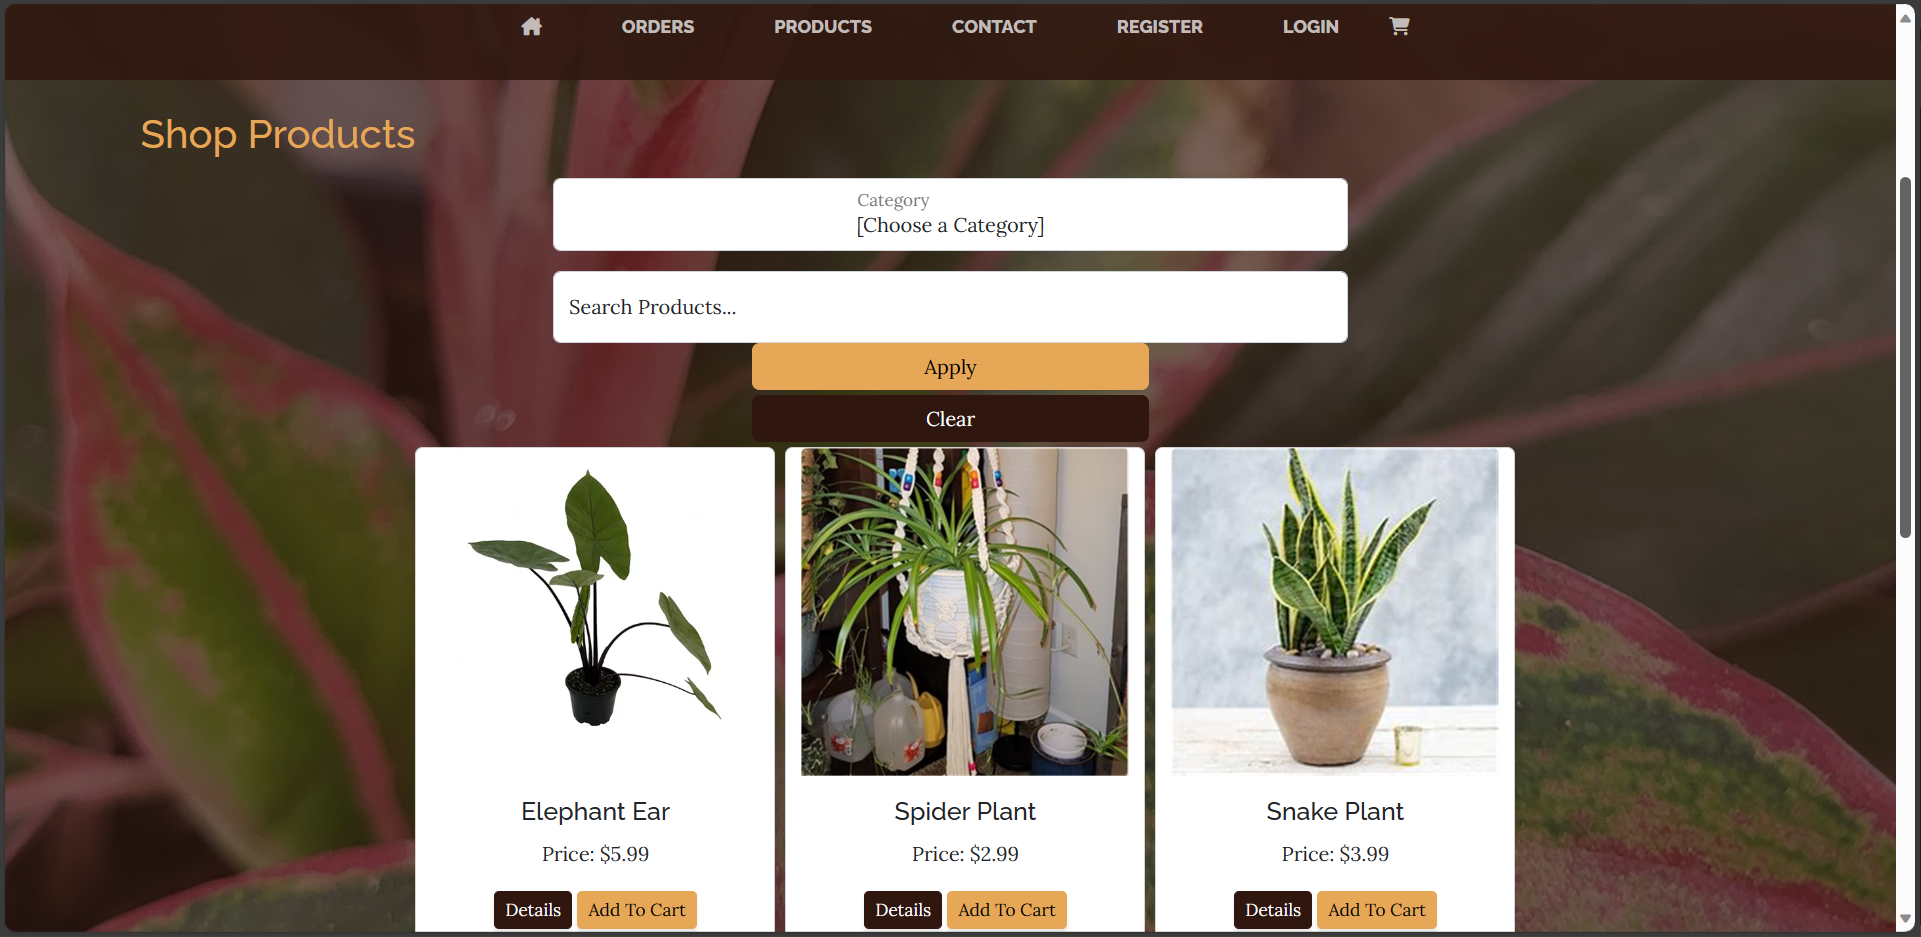 ORDERS PRODUCTS CONTACT REGISTER LOGIN
Shop Products
Category
[Choose a Category]
Search Products...
Apply
Clear
Elephant Ear
Price: $5.99
Details Add To Cart
Spider Plant
Price: $2.99
Details Add To Cart
Snake Plant
Price: $3.99
Details Add To Cart